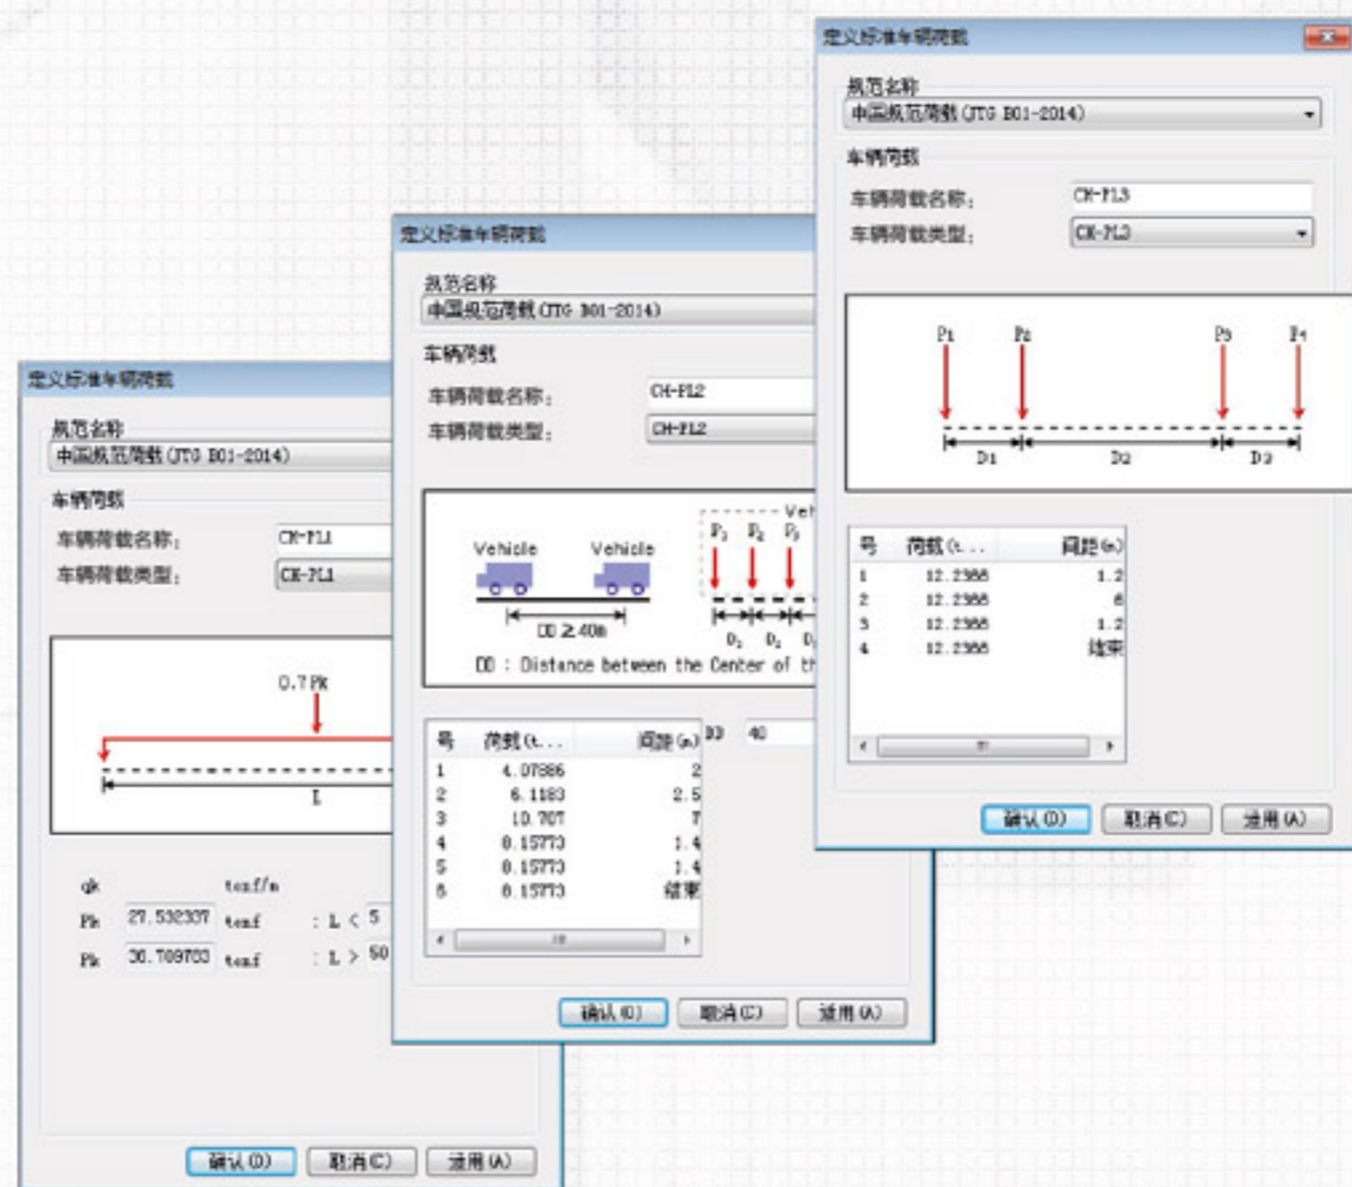 定义标准车辆荷载
规范名称
中国规范荷载 (JTG B01-2014)
车辆荷载
车辆荷载名称:
CH-PL1
车辆荷载类型:
CH-PL1
0.7Pk
L
qk tonf/m
Pk 27.532337 tonf : L < 5
Pk 36.709783 tonf : L > 50
确认(O) 取消(C) 适用(A)
定义标准车辆荷载
规范名称
中国规范荷载 (JTG B01-2014)
车辆荷载
车辆荷载名称: CH-PL2
车辆荷载类型: CH-PL2
Vehicle Vehicle
P1 P2 P3
DD ≥ 40m
D1 D2
DD : Distance between the Center of
号 荷载(t... 间距(m) DD 40
1 4.07886 2
2 6.1183 2.5
3 10.707 7
4 8.15773 1.4
5 8.15773 1.4
6 8.15773 结束
确认(O) 取消(C) 适用(A)
定义标准车辆荷载
规范名称
中国规范荷载 (JTG B01-2014)
车辆荷载
车辆荷载名称: CH-PL3
车辆荷载类型: CH-PL3
P1 P2 P3 P4
D1 D2 D3
号 荷载(t... 间距(m)
1 12.2366 1.2
2 12.2366 6
3 12.2366 1.2
4 12.2366 结束
确认(O) 取消(C) 适用(A)